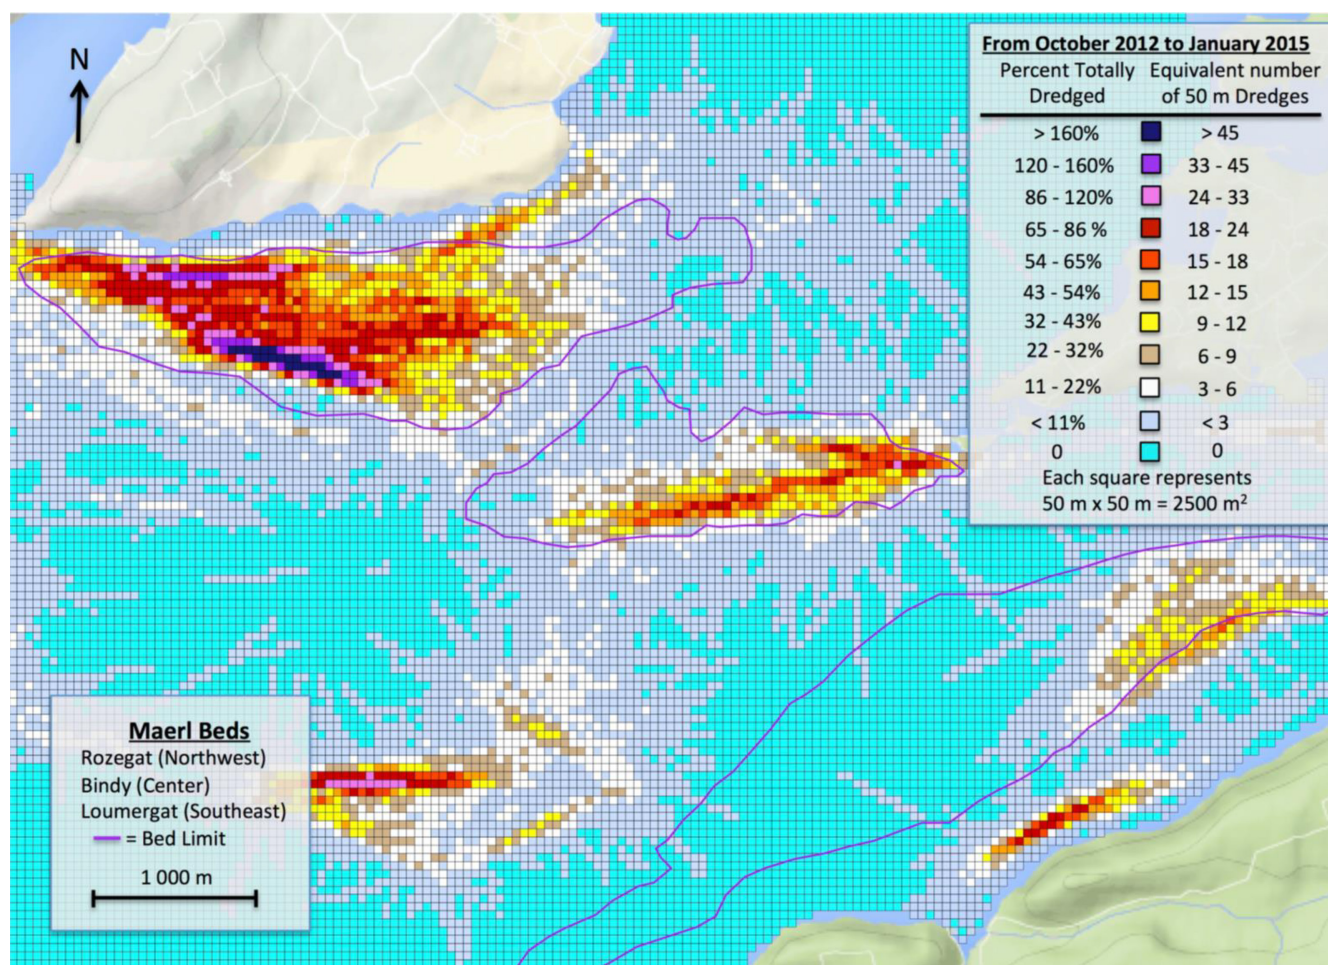 N
From October 2012 to January 2015
Percent Totally Dredged Equivalent number of 50 m Dredges
> 160% > 45
120 - 160% 33 - 45
86 - 120% 24 - 33
65 - 86 % 18 - 24
54 - 65% 15 - 18
43 - 54% 12 - 15
32 - 43% 9 - 12
22 - 32% 6 - 9
11 - 22% 3 - 6
< 11% < 3
0 0
Each square represents
50 m x 50 m = 2500 m²
Maerl Beds
Rozegat (Northwest)
Bindy (Center)
Loumergat (Southeast)
= Bed Limit
1 000 m